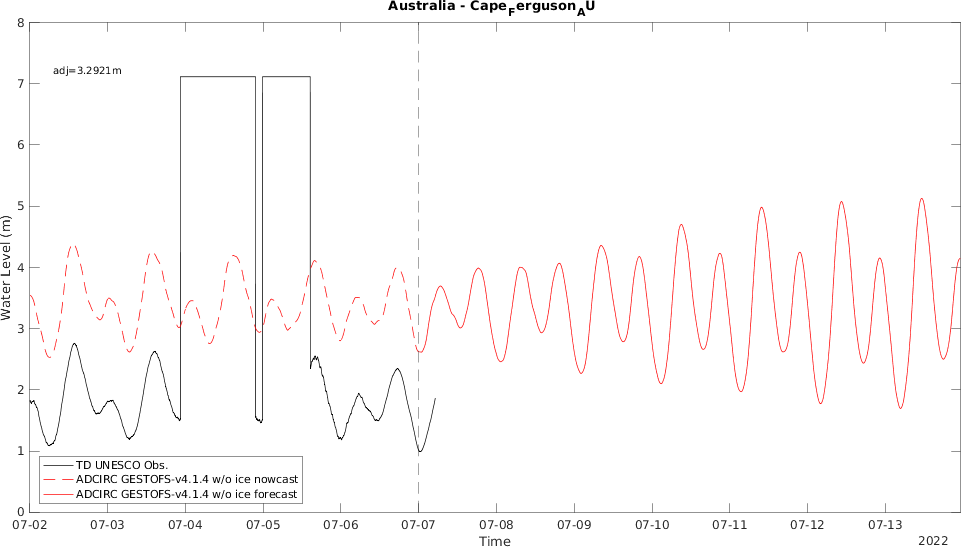 Australia - Cape_Ferguson_AU
8
adj=3.2921m
7
6
5
4
3
2
1
0
Water Level (m)
TD UNESCO Obs.
ADCIRC GESTOFS-v4.1.4 w/o ice nowcast
ADCIRC GESTOFS-v4.1.4 w/o ice forecast
07-02 07-03 07-04 07-05 07-06 07-07 07-08 07-09 07-10 07-11 07-12 07-13
Time
2022